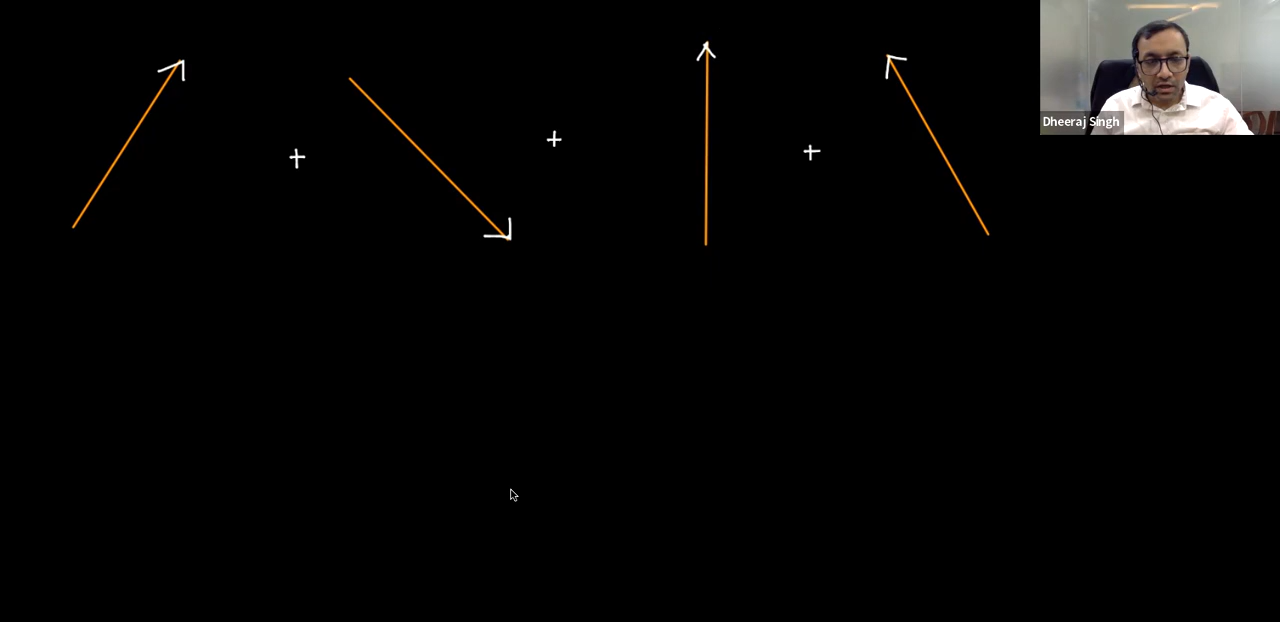 + + +
Dheeraj Singh